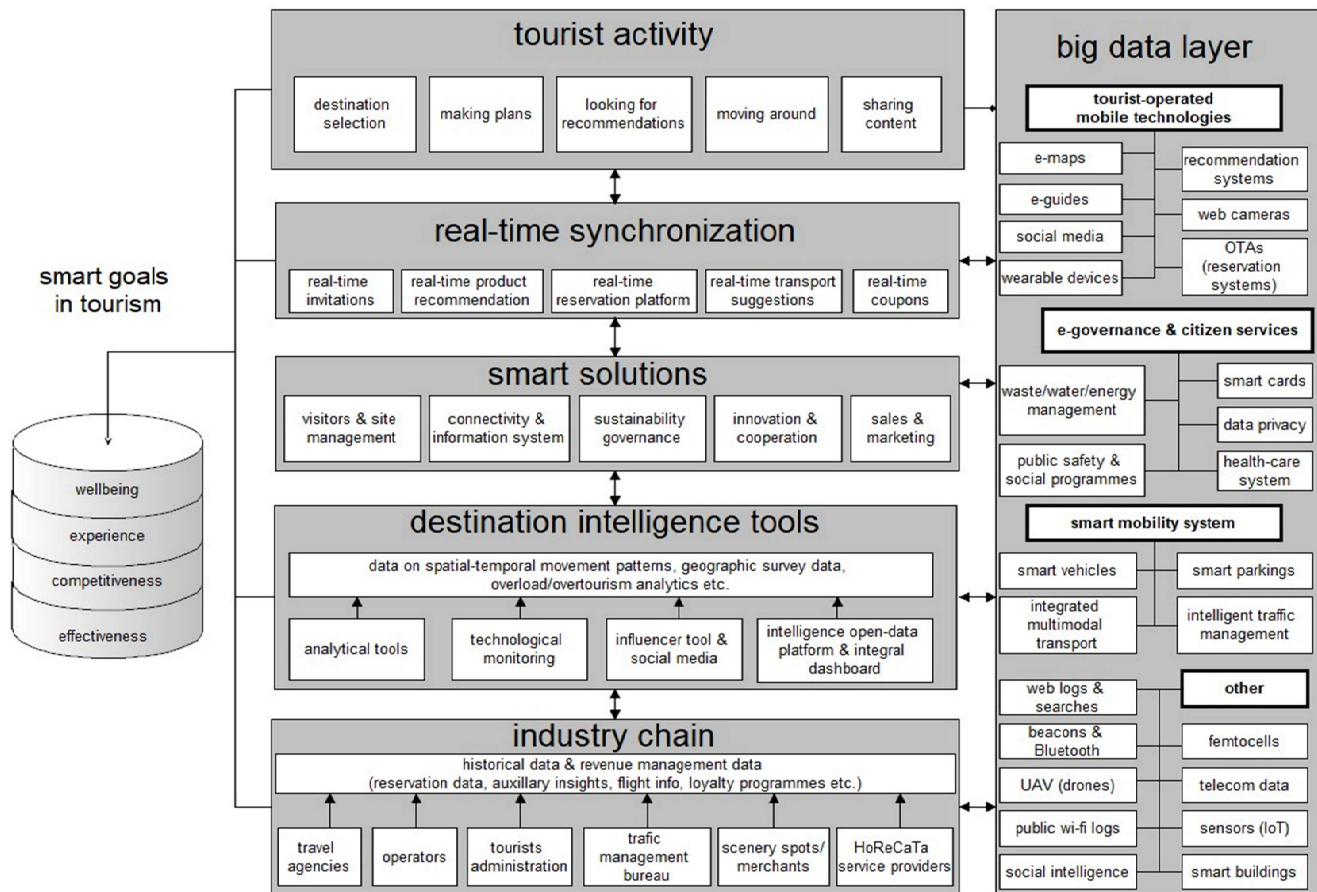 smart goals
in tourism
wellbeing
experience
competitiveness
effectiveness
tourist activity
destination
selection
making plans
looking for
recommendations
moving around
sharing
content
real-time synchronization
real-time
invitations
real-time product
recommendation
real-time
reservation platform
real-time transport
suggestions
real-time
coupons
smart solutions
visitors & site
management
connectivity &
information system
sustainability
governance
innovation &
cooperation
sales &
marketing
destination intelligence tools
data on spatial-temporal movement patterns, geographic survey data,
overload/overtourism analytics etc.
analytical tools
technological
monitoring
influencer tool &
social media
intelligence open-data
platform & integral
dashboard
industry chain
historical data & revenue management data
(reservation data, auxillary insights, flight info, loyalty programmes etc.)
travel
agencies
operators
tourists
administration
trafic
management
bureau
scenery spots/
merchants
HoReCaTa
service providers
big data layer
tourist-operated
mobile technologies
e-maps
recommendation
systems
e-guides
web cameras
social media
OTAs
(reservation
systems)
wearable devices
e-governance & citizen services
waste/water/energy
management
smart cards
data privacy
public safety &
social programmes
health-care
system
smart mobility system
smart vehicles
smart parkings
integrated
multimodal
transport
intelligent traffic
management
web logs &
searches
other
beacons &
Bluetooth
femtocells
UAV (drones)
telecom data
public wi-fi logs
sensors (IoT)
social intelligence
smart buildings